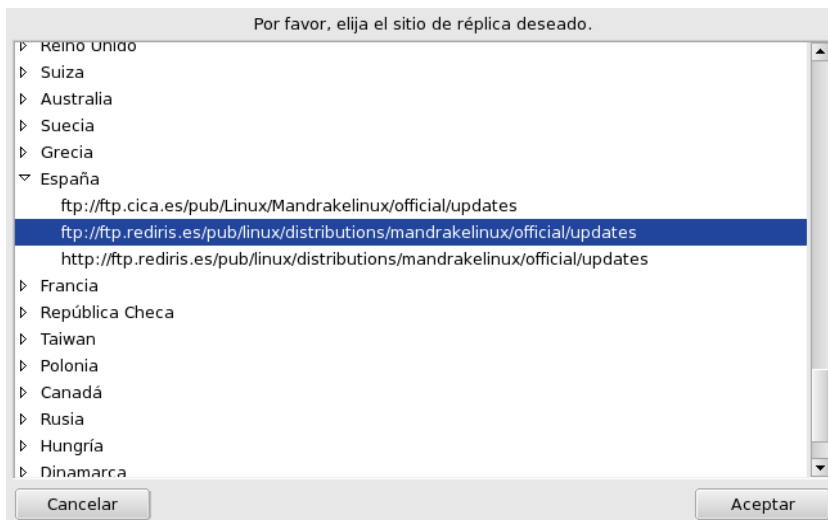 Por favor, elija el sitio de réplica deseado.
Reino Unido
Suiza
Australia
Suecia
Grecia
España
ftp://ftp.cica.es/pub/Linux/Mandrakelinux/official/updates
ftp://ftp.rediris.es/pub/linux/distributions/mandrakelinux/official/updates
http://ftp.rediris.es/pub/linux/distributions/mandrakelinux/official/updates
Francia
República Checa
Taiwan
Polonia
Canadá
Rusia
Hungría
Dinamarca
Cancelar
Aceptar